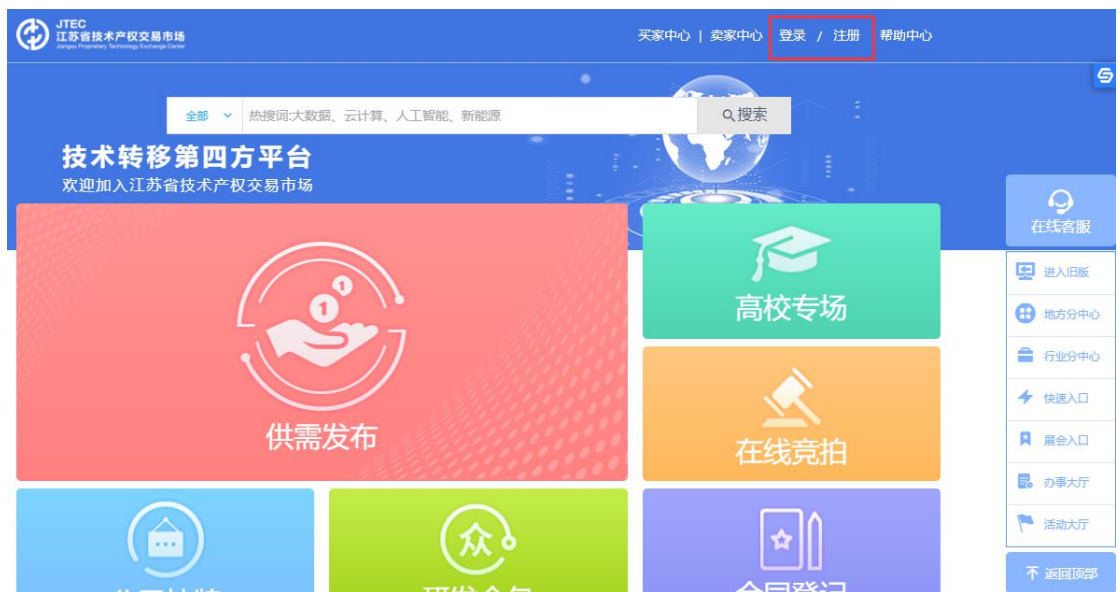 JTEC
江苏省技术产权交易市场
Jiangsu Proprietary Technology Exchange Center
买家中心 | 卖家中心 登录 / 注册 帮助中心
全部 热搜词:大数据、云计算、人工智能、新能源 搜索
技术转移第四方平台
欢迎加入江苏省技术产权交易市场
供需发布
高校专场
在线竞拍
众
在线客服
进入旧版
地方分中心
行业分中心
快速入口
展会入口
办事大厅
活动大厅
返回顶部